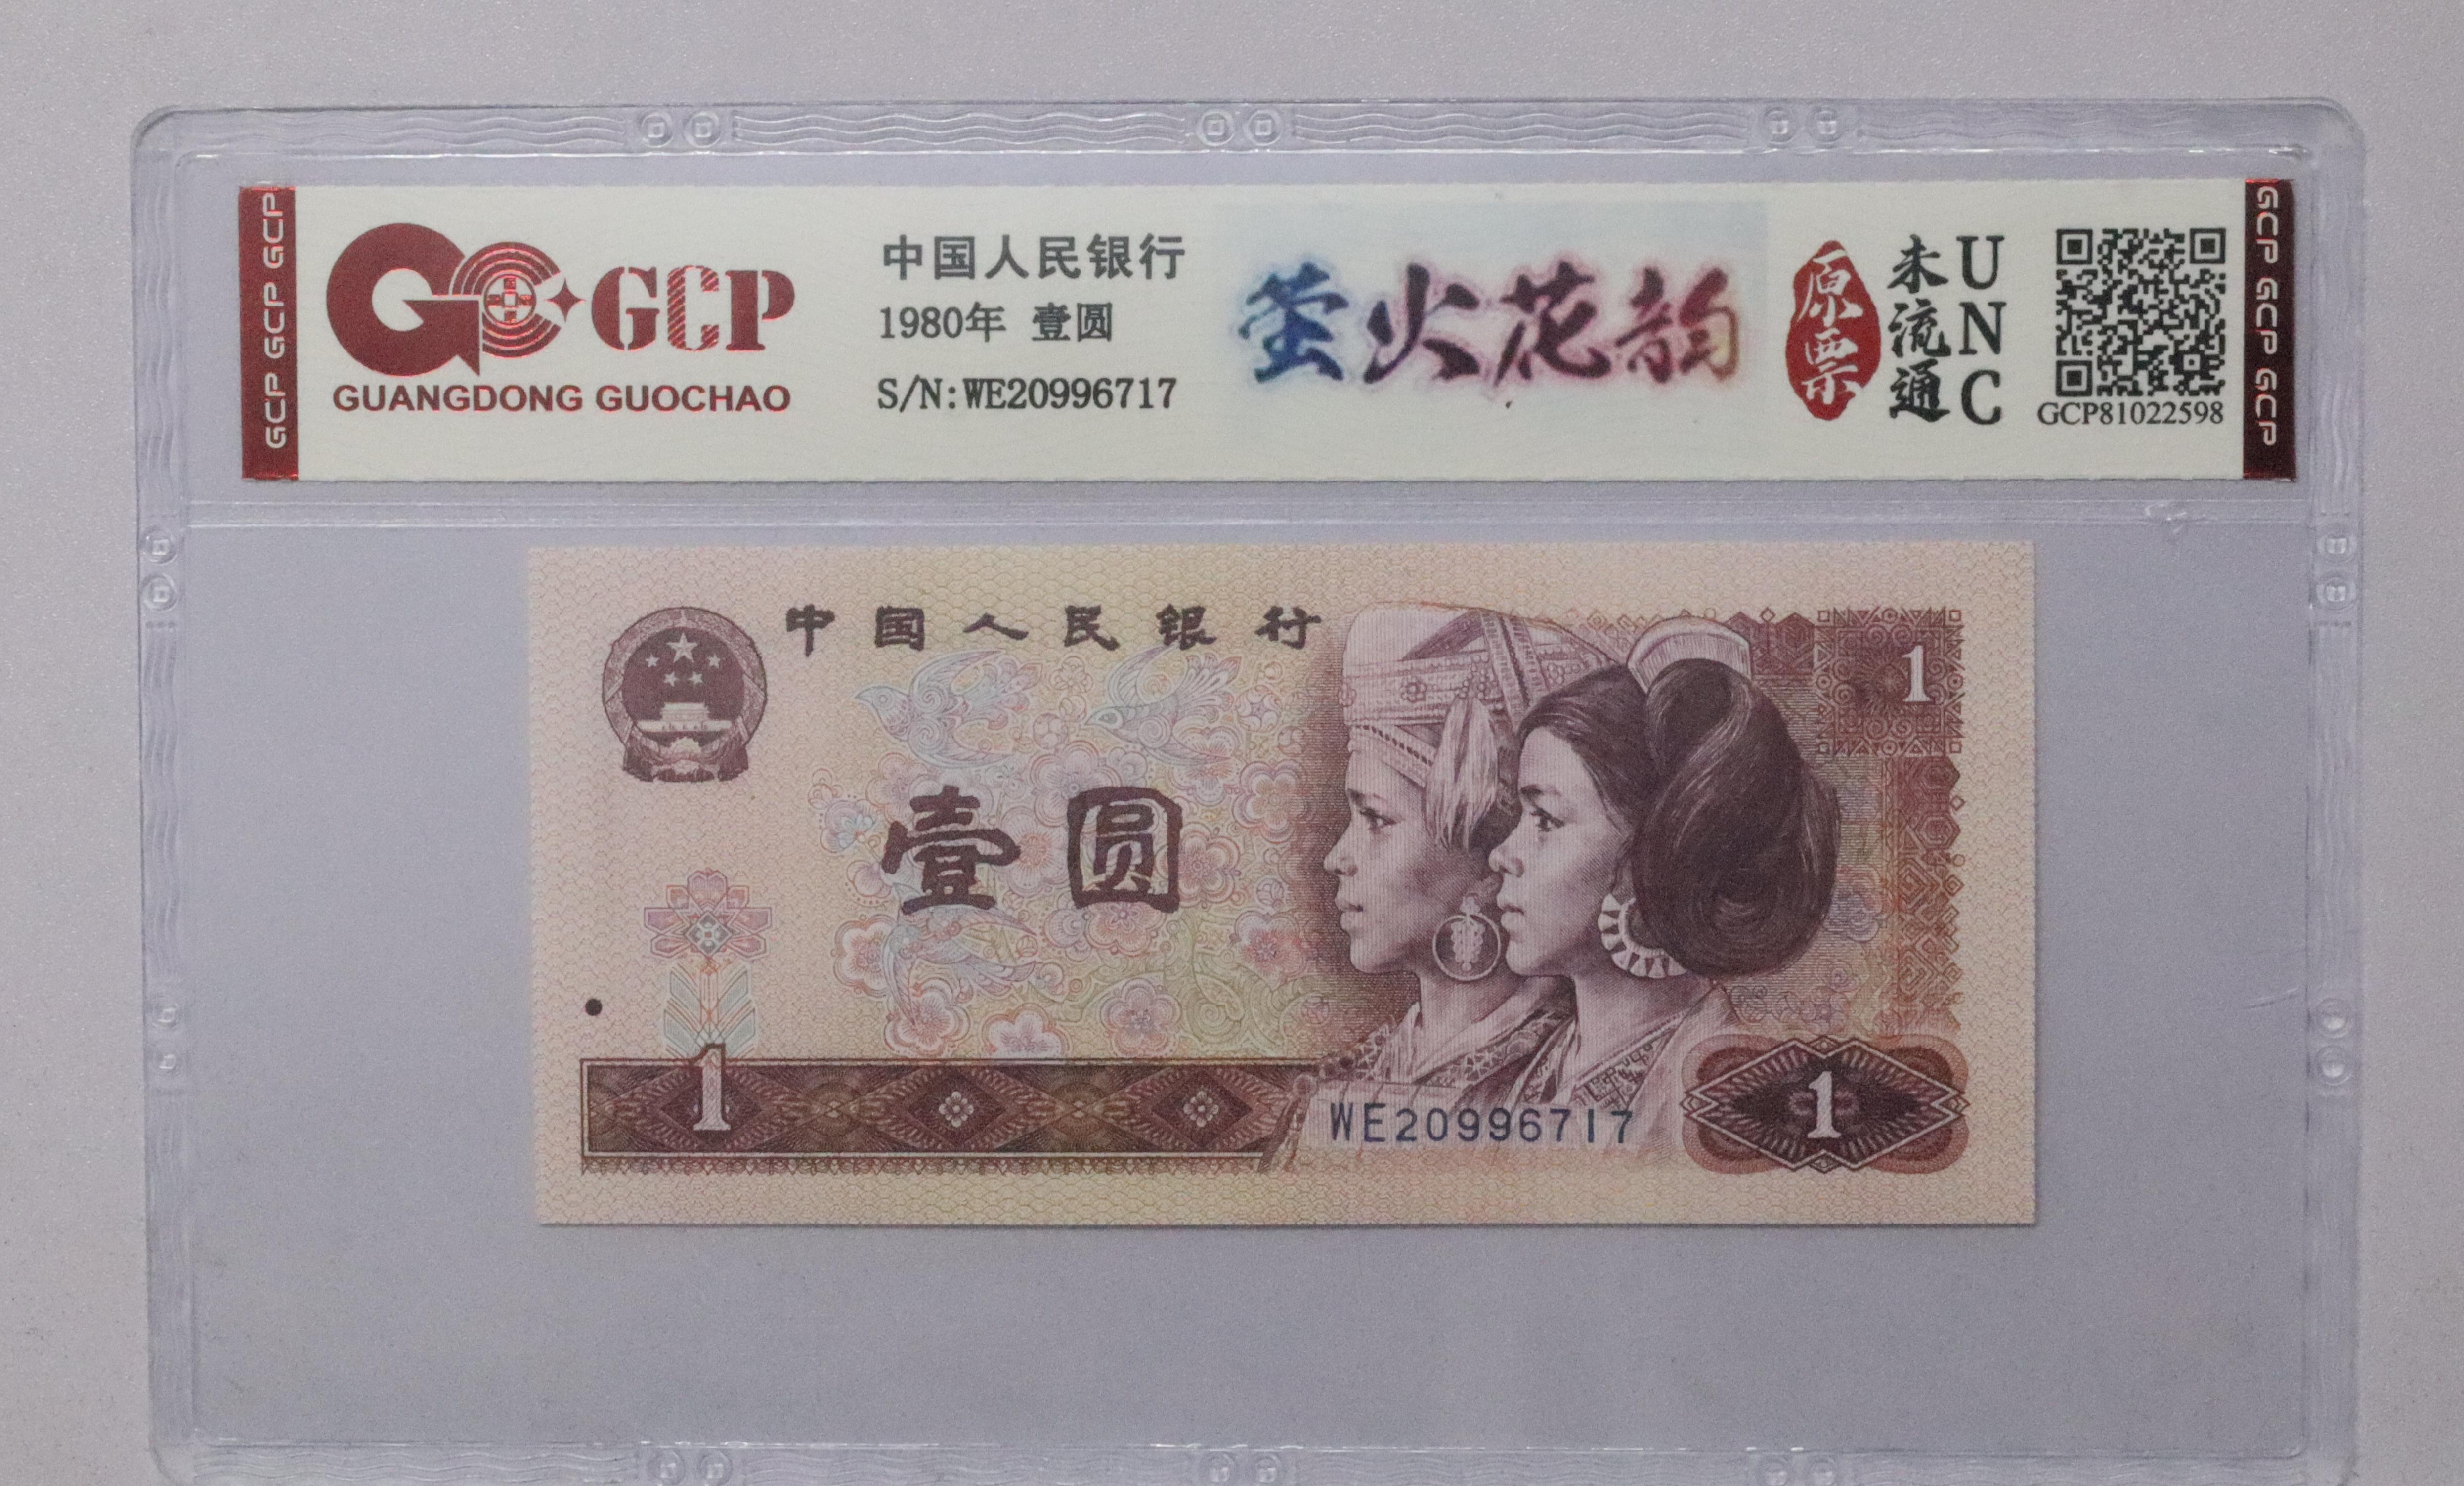 GCP GCP GCP
GCP
GUANGDONG GUOCHAO
中国人民银行
1980年 壹圆
S/N:WE20996717
萤火花韵
原票
未流通
UNC
GCP81022598
GCP GCP GCP
中国人民银行
1
壹圆
1
WE20996717
1